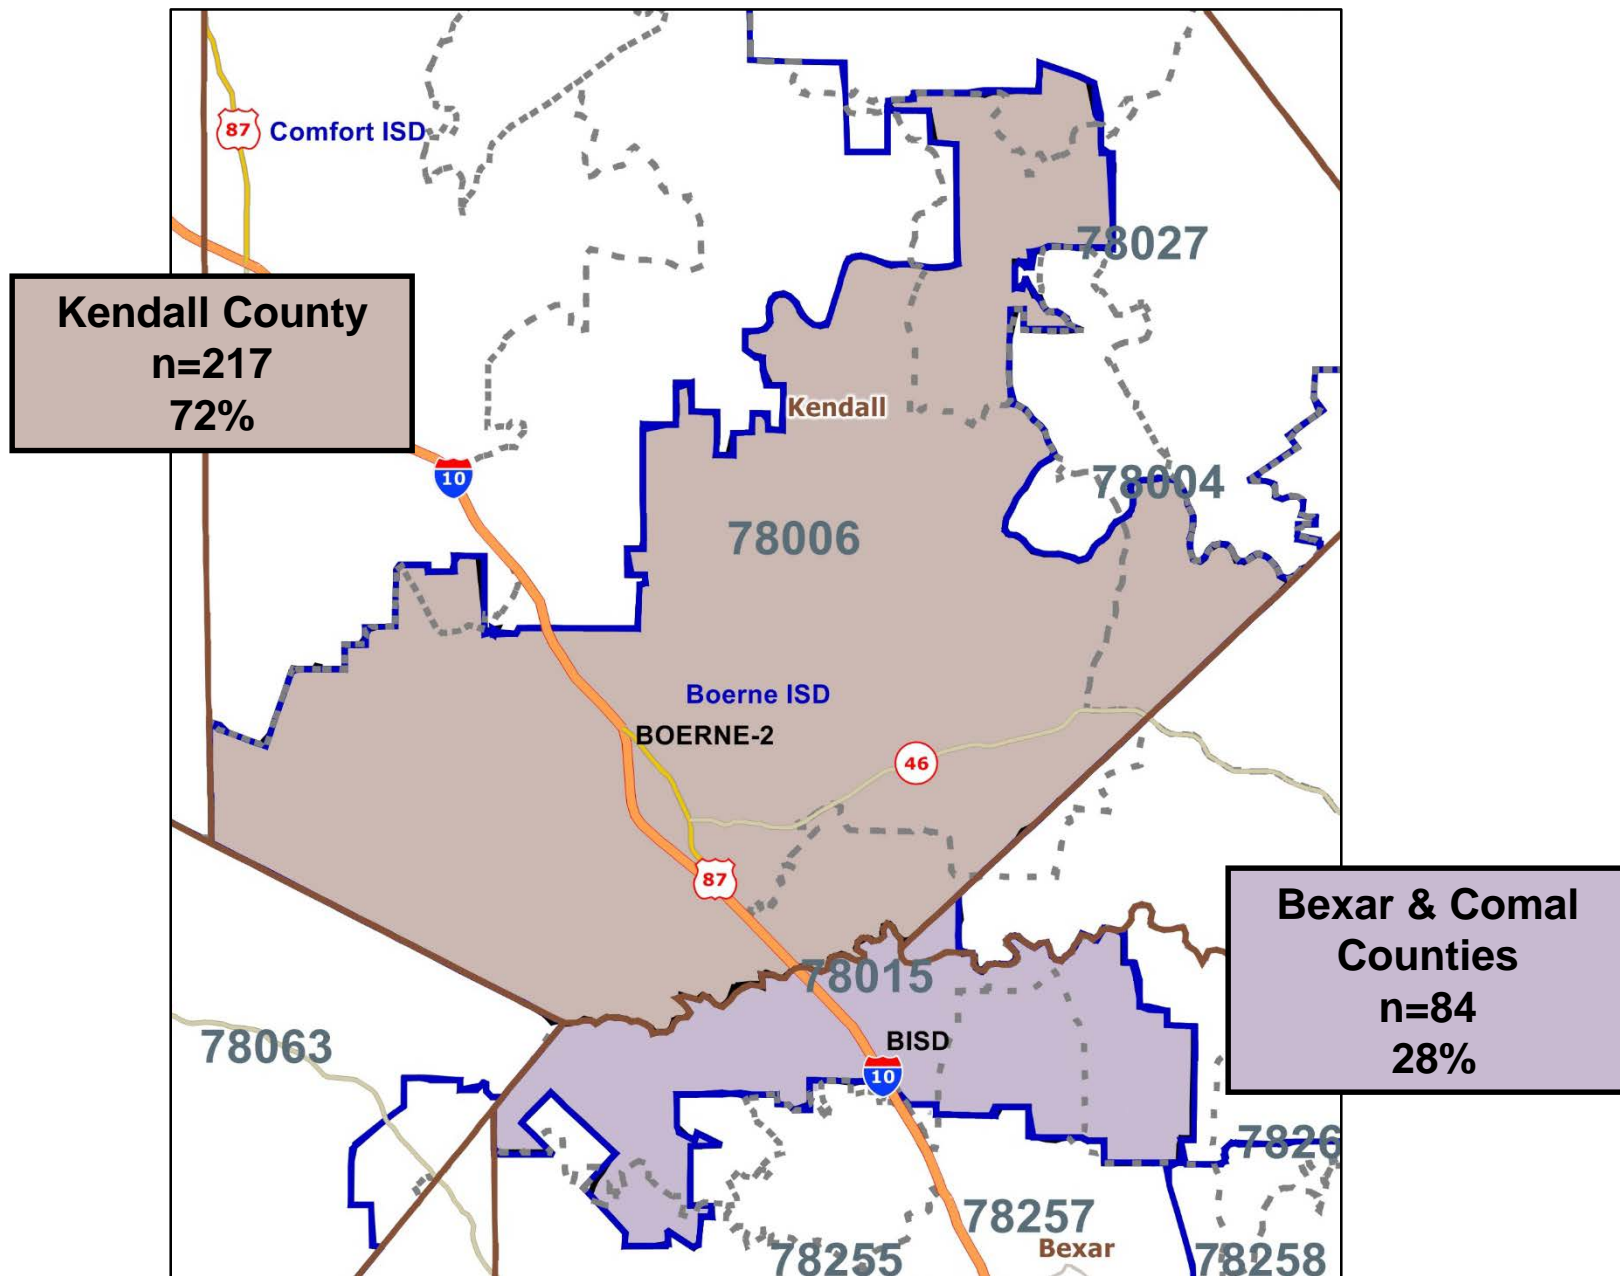 87
Comfort ISD
78027
Kendall County
n=217
72%
Kendall
10
78004
78006
Boerne ISD
BOERNE-2
46
87
Bexar & Comal
Counties
n=84
28%
78015
78063
BISD
10
7826
78257
Bexar
78255
78258